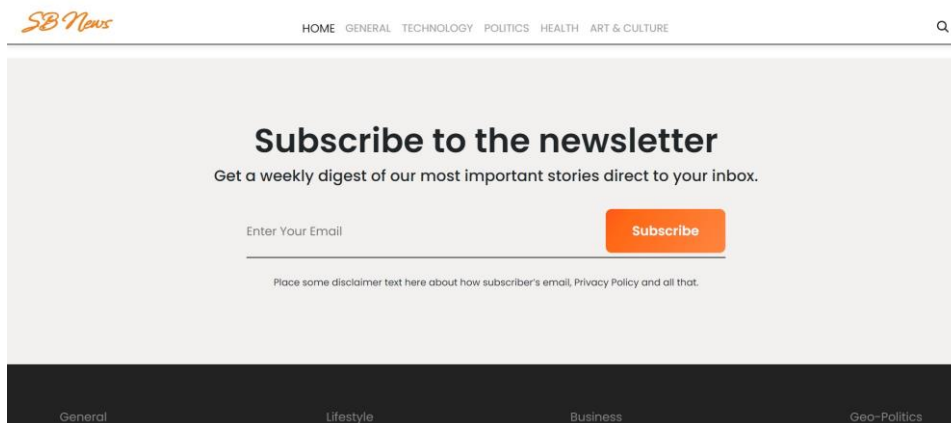 SB News
HOME GENERAL TECHNOLOGY POLITICS HEALTH ART & CULTURE
Subscribe to the newsletter
Get a weekly digest of our most important stories direct to your inbox.
Enter Your Email
Subscribe
Place some disclaimer text here about how subscriber's email, Privacy Policy and all that.
General Lifestyle Business Geo-Politics